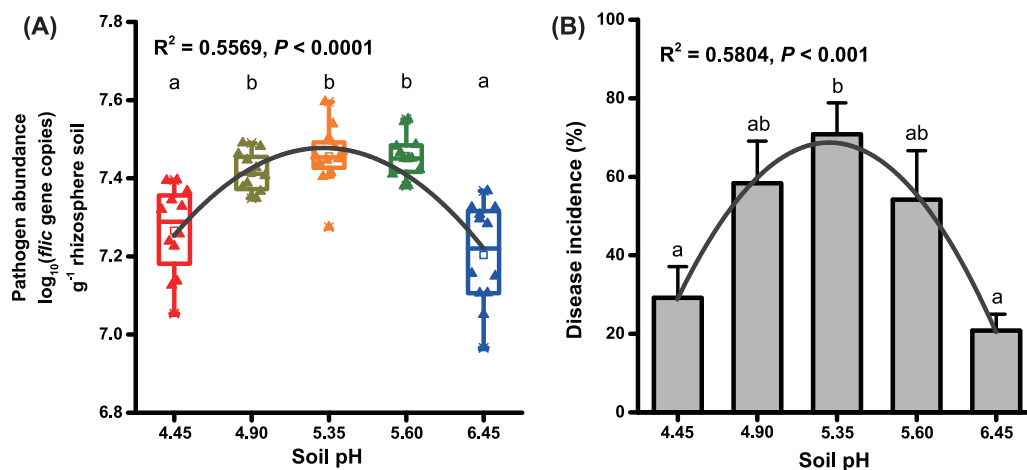 (A)
R² = 0.5569, P < 0.0001
a b b b a
Pathogen abundance
log₁₀(flic gene copies)
g⁻¹ rhizosphere soil
7.8
7.6
7.4
7.2
7.0
6.8
4.45 4.90 5.35 5.60 6.45
Soil pH
(B)
R² = 0.5804, P < 0.001
a ab b ab a
Disease incidence (%)
100
80
60
40
20
0
4.45 4.90 5.35 5.60 6.45
Soil pH